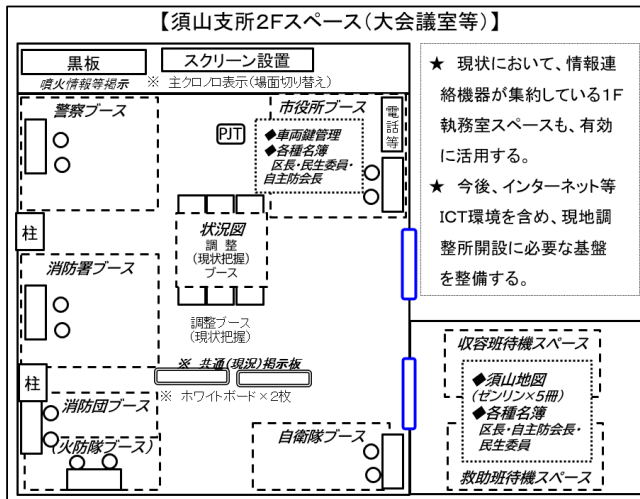 【須山支所2Fスペース(大会議室等)】
黒板
スクリーン設置
噴火情報等掲示
※ 主クロノロ表示(場面切り替え)
警察ブース
PJT
市役所ブース
電話等
◆車両鍵管理
◆各種名簿
区長・民生委員・
自主防会長
柱
状況図
調 整
(現状把握)
ブース
消防署ブース
調整ブース
(現状把握)
※ 共通(現況)掲示板
※ ホワイトボード×2枚
柱
消防団ブース
(火防隊ブース)
自衛隊ブース
★ 現状において、情報連
絡機器が集約している1F
執務室スペースも、有効
に活用する。
★ 今後、インターネット等
ICT環境を含め、現地調
整所開設に必要な基盤
を整備する。
収容班待機スペース
◆須山地図
(ゼンリン×5冊)
◆各種名簿
区長・自主防会長・
民生委員
救助班待機スペース